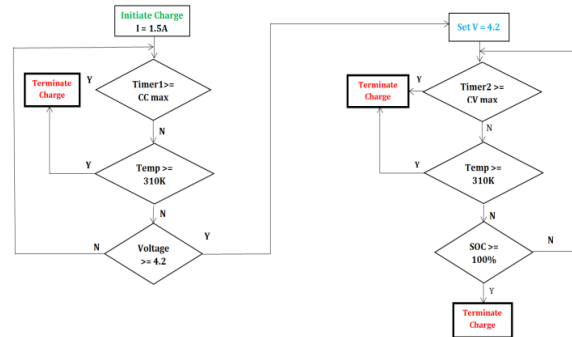 Initiate Charge
I = 1.5A
Timer1>=
CC max
Y
Terminate
Charge
N
Temp >=
310K
Y
N
Voltage
>= 4.2
N
Y
Set V = 4.2
Timer2>=
CV max
Y
Terminate
Charge
N
Temp >=
310K
Y
N
SOC >=
100%
N
Y
Terminate
Charge